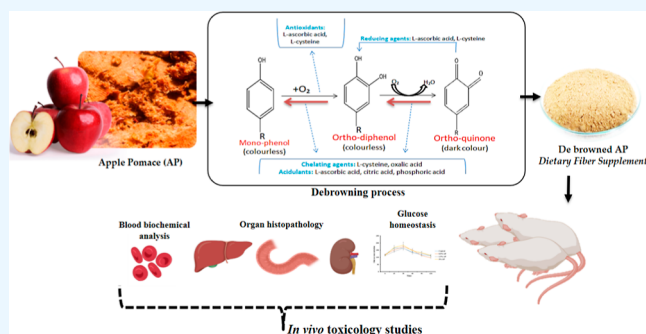 Antioxidants:
L-ascorbic acid,
L-cysteine
Reducing agents: L-ascorbic acid, L-cysteine
OH
OH
OH
O
O
+O₂
O₂
H₂O
R
R
R
Mono-phenol
(colourless)
Ortho-diphenol
(colourless)
Ortho-quinone
(dark colour)
Chelating agents: L-cysteine, oxalic acid
Acidulants: L-ascorbic acid, citric acid, phosphoric acid
Debrowning process
Apple Pomace (AP)
De browned AP
Dietary Fiber Supplement
Blood biochemical
analysis
Organ histopathology
Glucose
homeostasis
In vivo toxicology studies